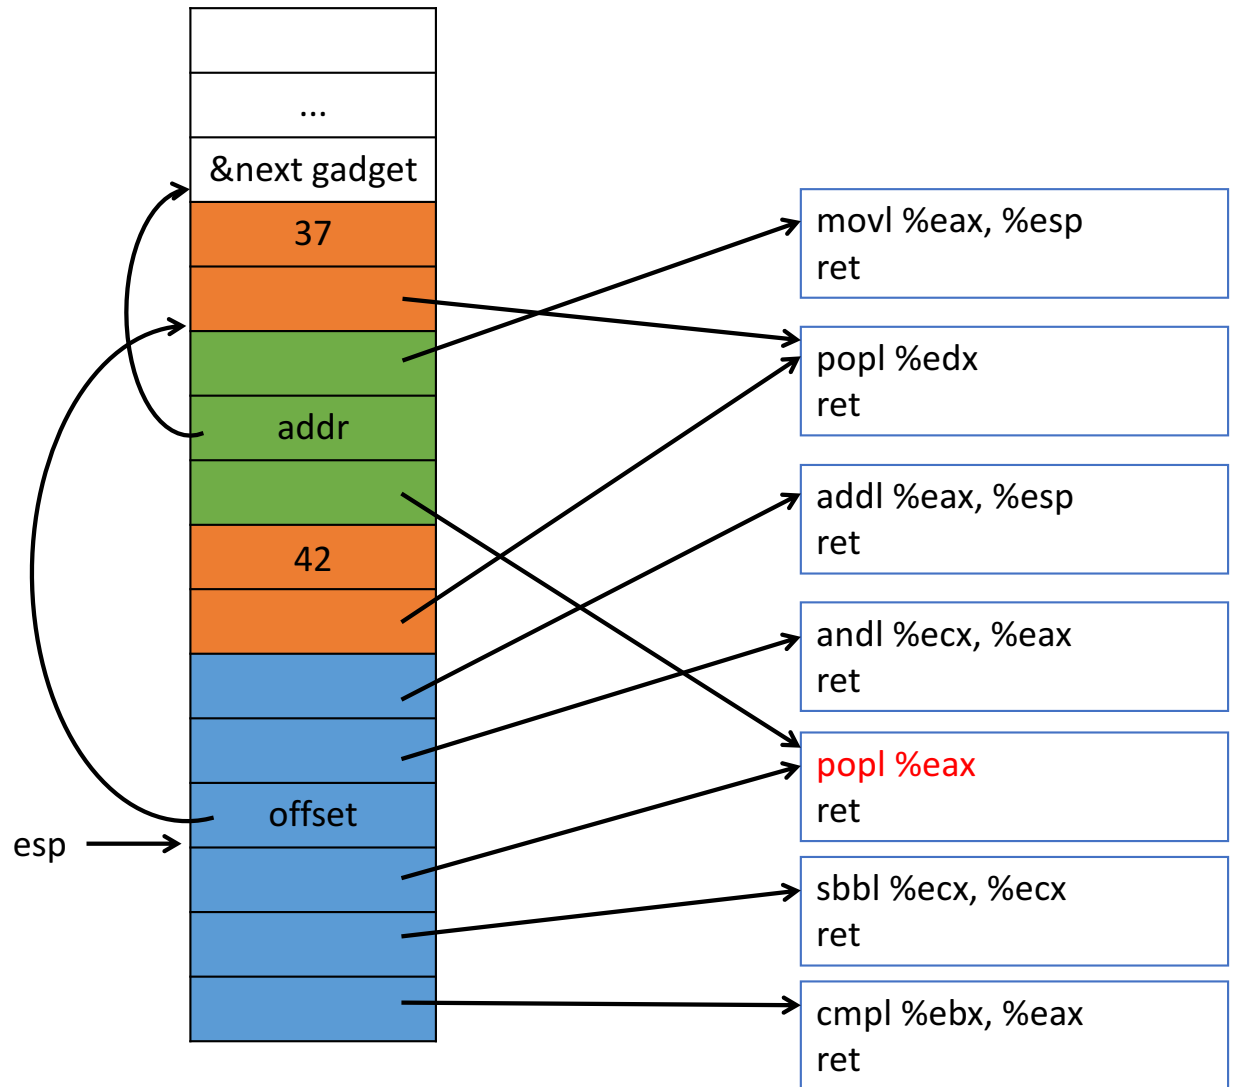 ...
&next gadget
37
addr
42
offset
esp
movl %eax, %esp
ret
popl %edx
ret
addl %eax, %esp
ret
andl %ecx, %eax
ret
popl %eax
ret
sbbl %ecx, %ecx
ret
cmpl %ebx, %eax
ret